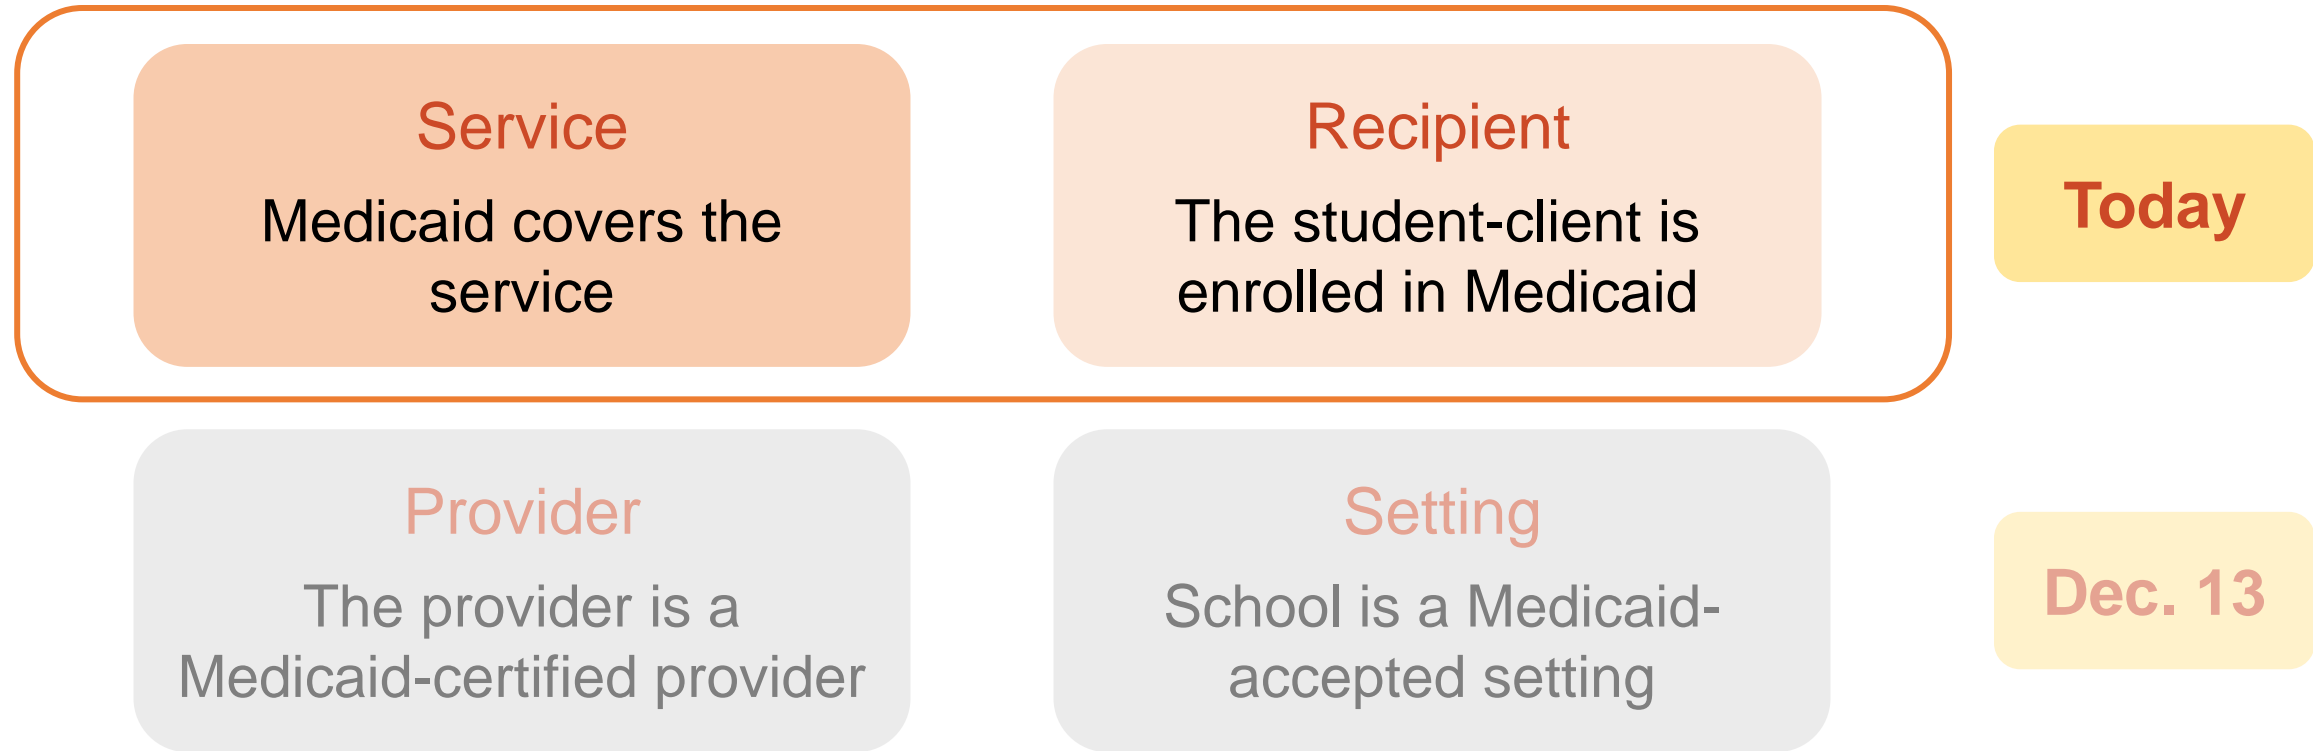 Service
Medicaid covers the
service
Recipient
The student-client is
enrolled in Medicaid
Today
Provider
The provider is a
Medicaid-certified provider
Setting
School is a Medicaid-
accepted setting
Dec. 13